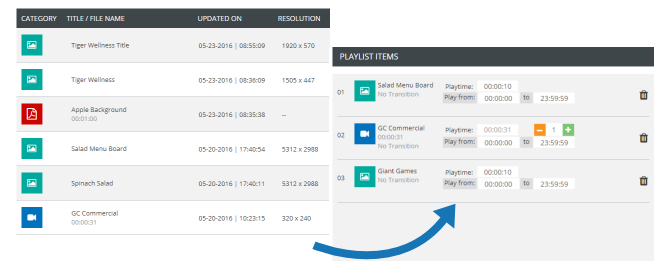 CATEGORY TITLE / FILE NAME UPDATED ON RESOLUTION
Tiger Wellness Title 05-23-2016 | 08:55:09 1920 x 570
Tiger Wellness 05-23-2016 | 08:36:09 1505 x 447
Apple Background
00:01:00
05-23-2016 | 08:35:38 --
Salad Menu Board 05-20-2016 | 17:40:54 5312 x 2988
Spinach Salad 05-20-2016 | 17:40:11 5312 x 2988
GC Commercial
00:00:31
05-20-2016 | 10:23:15 320 x 240
PLAYLIST ITEMS
01 Salad Menu Board Playtime: 00:00:10
No Transition Play from: 00:00:00 to 23:59:59
02 GC Commercial Playtime: 00:00:31 – 1 +
00:00:31
No Transition Play from: 00:00:00 to 23:59:59
03 Giant Games Playtime: 00:00:10
No Transition Play from: 00:00:00 to 23:59:59